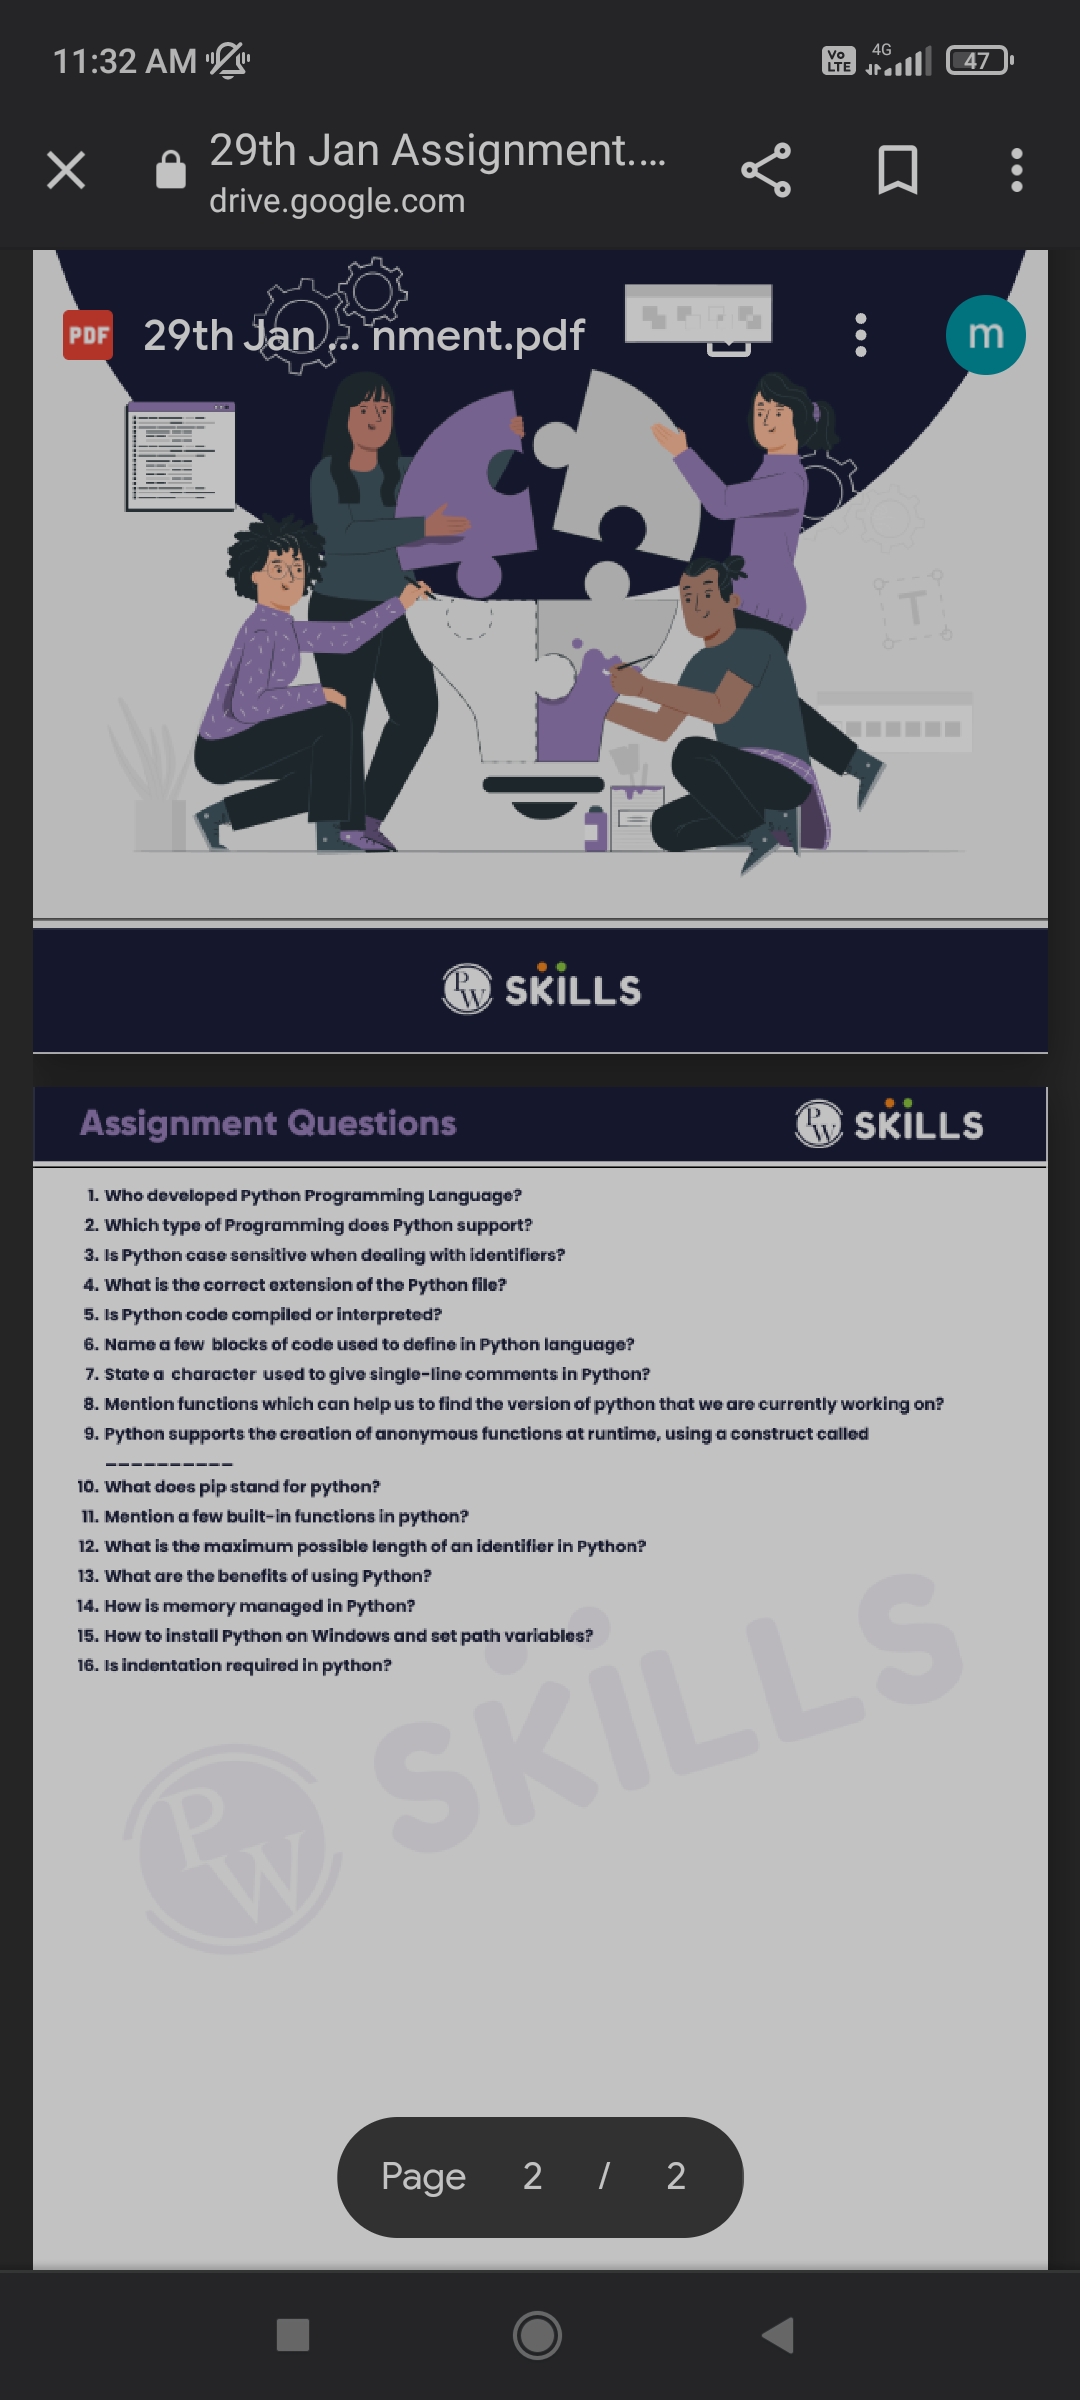 11:32 AM
Vo LTE 4G 47
29th Jan Assignment....
drive.google.com
PDF 29th Jan ... nment.pdf m
T
PW SKILLS
Assignment Questions PW SKILLS
1. Who developed Python Programming Language?
2. Which type of Programming does Python support?
3. Is Python case sensitive when dealing with identifiers?
4. What is the correct extension of the Python file?
5. Is Python code compiled or interpreted?
6. Name a few blocks of code used to define in Python language?
7. State a character used to give single-line comments in Python?
8. Mention functions which can help us to find the version of python that we are currently working on?
9. Python supports the creation of anonymous functions at runtime, using a construct called
__________
10. What does pip stand for python?
11. Mention a few built-in functions in python?
12. What is the maximum possible length of an identifier in Python?
13. What are the benefits of using Python?
14. How is memory managed in Python?
15. How to install Python on Windows and set path variables?
16. Is indentation required in python?
PW SKILLS
Page 2 / 2